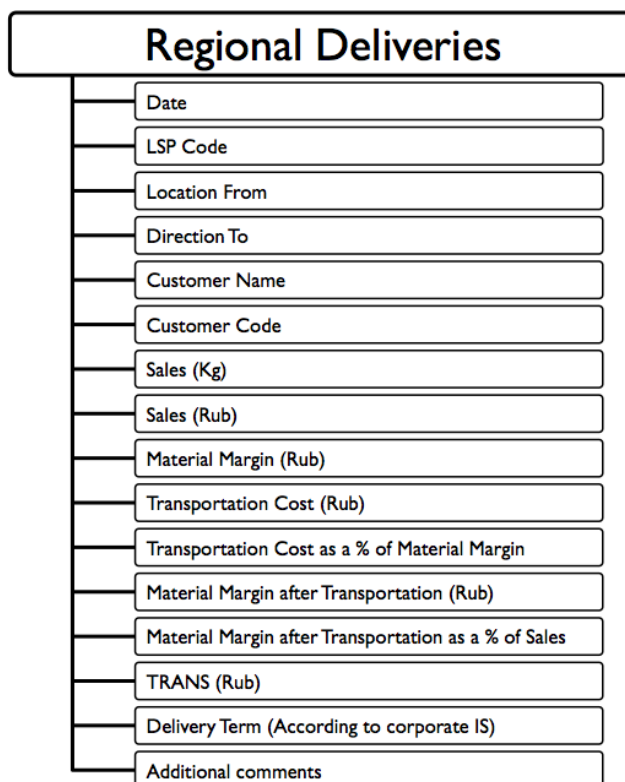 Regional Deliveries
Date
LSP Code
Location From
Direction To
Customer Name
Customer Code
Sales (Kg)
Sales (Rub)
Material Margin (Rub)
Transportation Cost (Rub)
Transportation Cost as a % of Material Margin
Material Margin after Transportation (Rub)
Material Margin after Transportation as a % of Sales
TRANS (Rub)
Delivery Term (According to corporate IS)
Additional comments